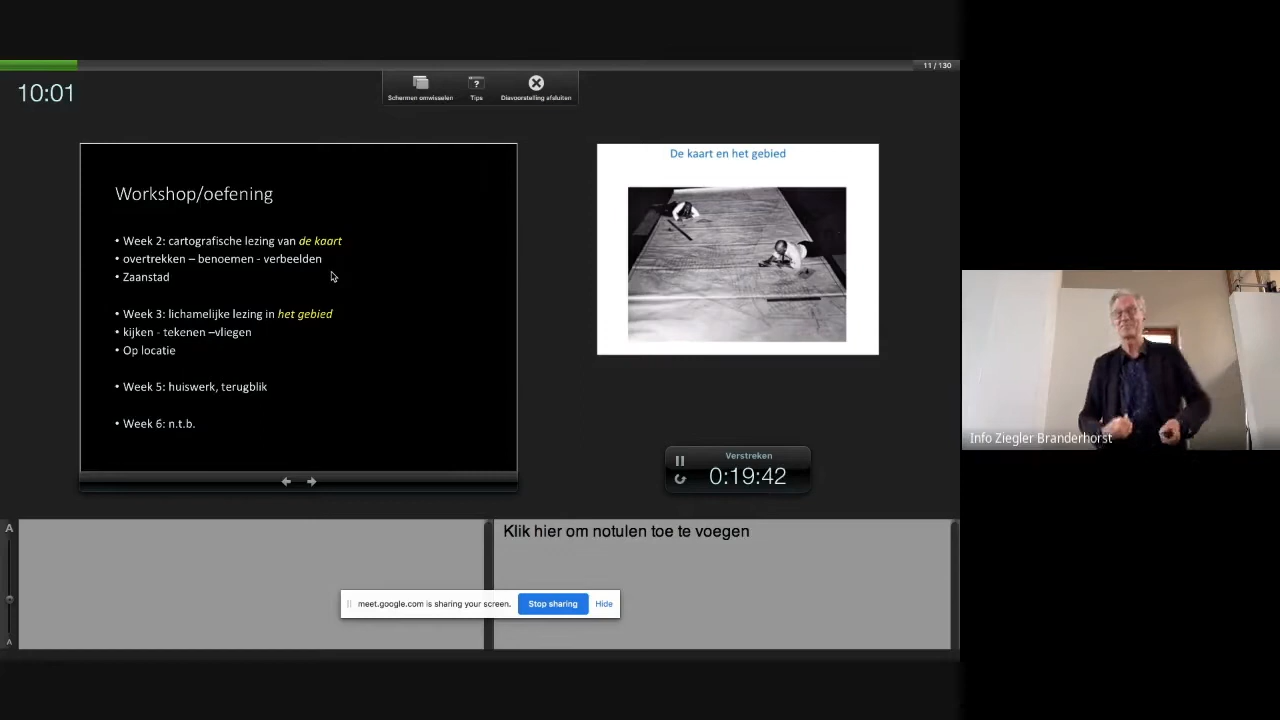 11 / 130
10:01
Schermen omwisselen
?
Tips
Diavoorstelling afsluiten
Workshop/oefening
• Week 2: cartografische lezing van de kaart
• overtrekken – benoemen - verbeelden
• Zaanstad
• Week 3: lichamelijke lezing in het gebied
• kijken - tekenen –vliegen
• Op locatie
• Week 5: huiswerk, terugblik
• Week 6: n.t.b.
De kaart en het gebied
Verstreken
0:19:42
Info Ziegler Branderhorst
A
A
Klik hier om notulen toe te voegen
meet.google.com is sharing your screen.
Stop sharing
Hide